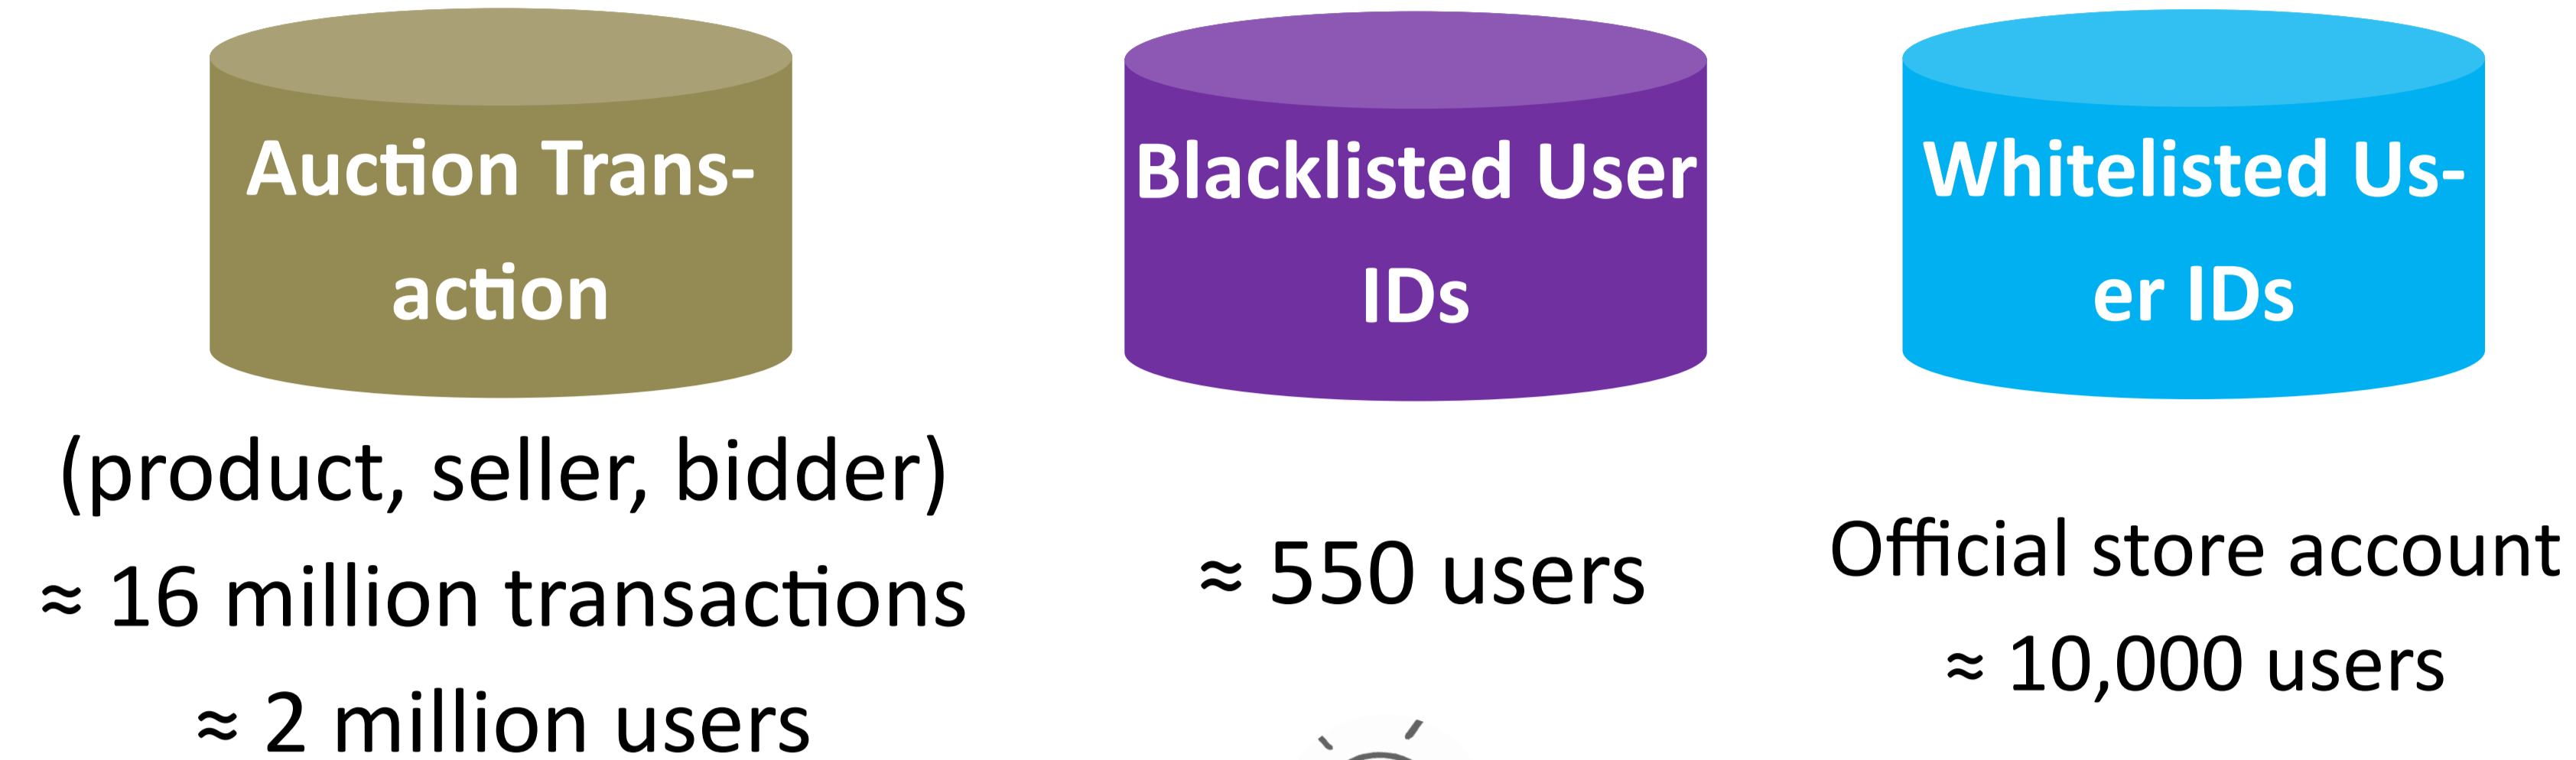 Auction Trans-
action
(product, seller, bidder)
≈ 16 million transactions
≈ 2 million users
Blacklisted User
IDs
≈ 550 users
Whitelisted Us-
er IDs
Official store account
≈ 10,000 users